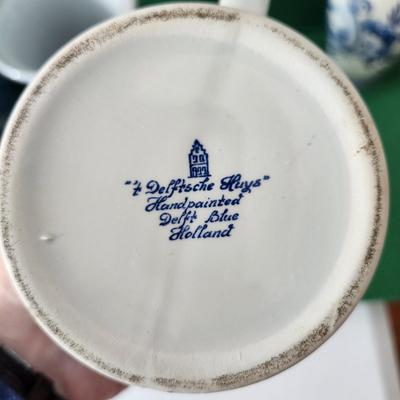 "'t Delftsche Huys"
Handpainted
Delft Blue
Holland